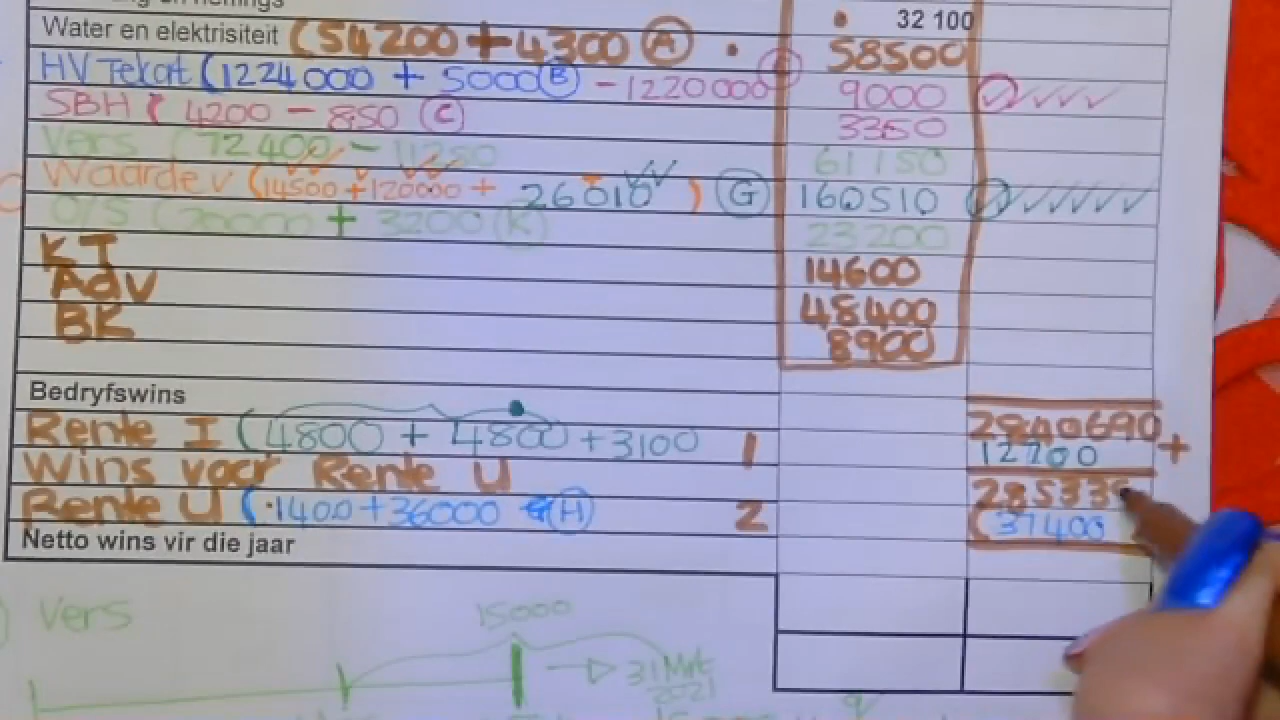 32 100
Water en elektrisiteit (54200 + 4300 (A) 58500
HV Tekort (1224000 + 5000 (B) - 1220000 9000 ✓✓✓✓✓
SBH ( 4200 - 850 (C) 3350
Vers (72400 - 11250 61150
Waardev (14500 + 120000 + 26010 ) (G) 160510
O/S (20000 + 3200 (K) 23200
KT 14600
Adv 48400
BK 8900
Bedryfswins 2840690
Rente I (4800 + 4800 + 3100 1 12700 +
Wins voor Rente U
Rente U (1400 + 36000 (H) 2 (37400
Netto wins vir die jaar
Vers 15000
31 Mrt
2021